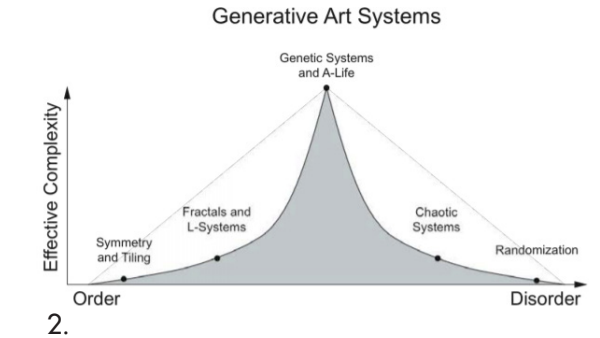 Generative Art Systems
Genetic Systems
and A-Life
Effective Complexity
Fractals and
L-Systems
Chaotic
Systems
Symmetry
and Tiling
Randomization
Order
Disorder
2.